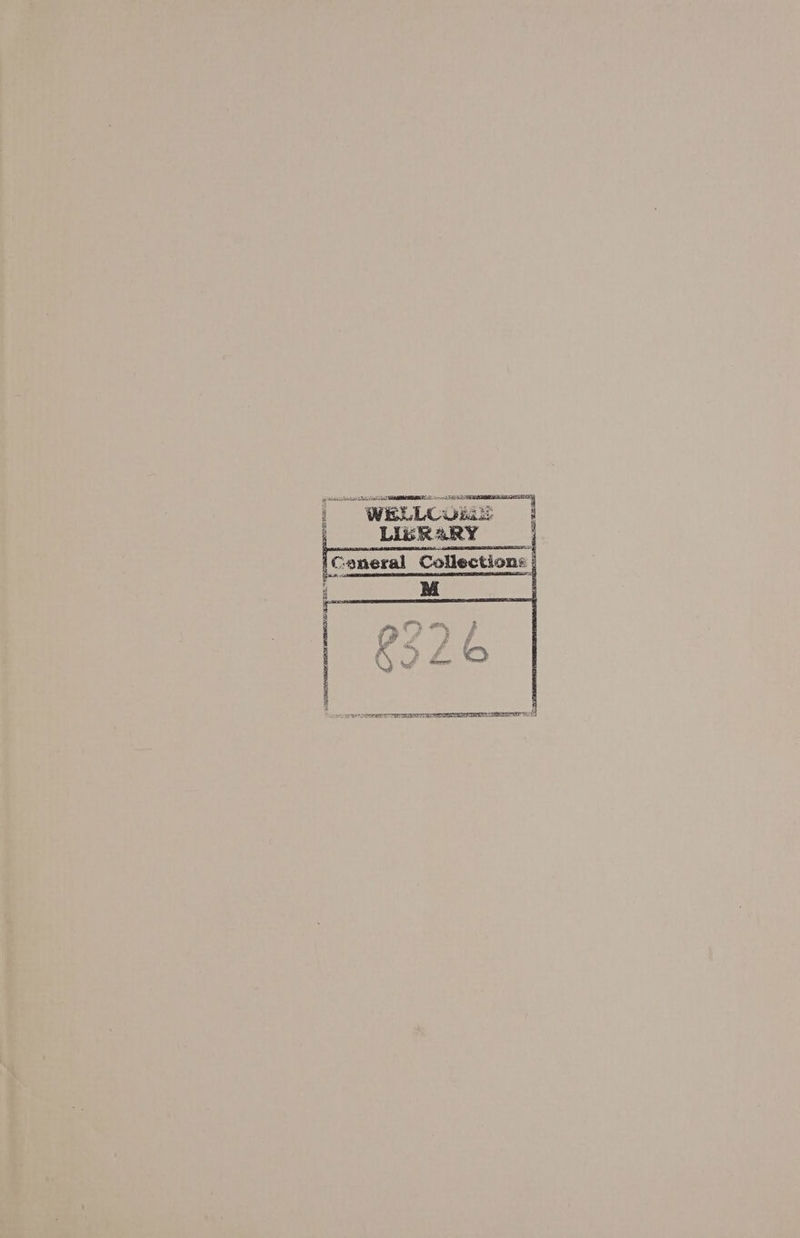 WELLCOME
LIBRARY
General Collections
M
8326